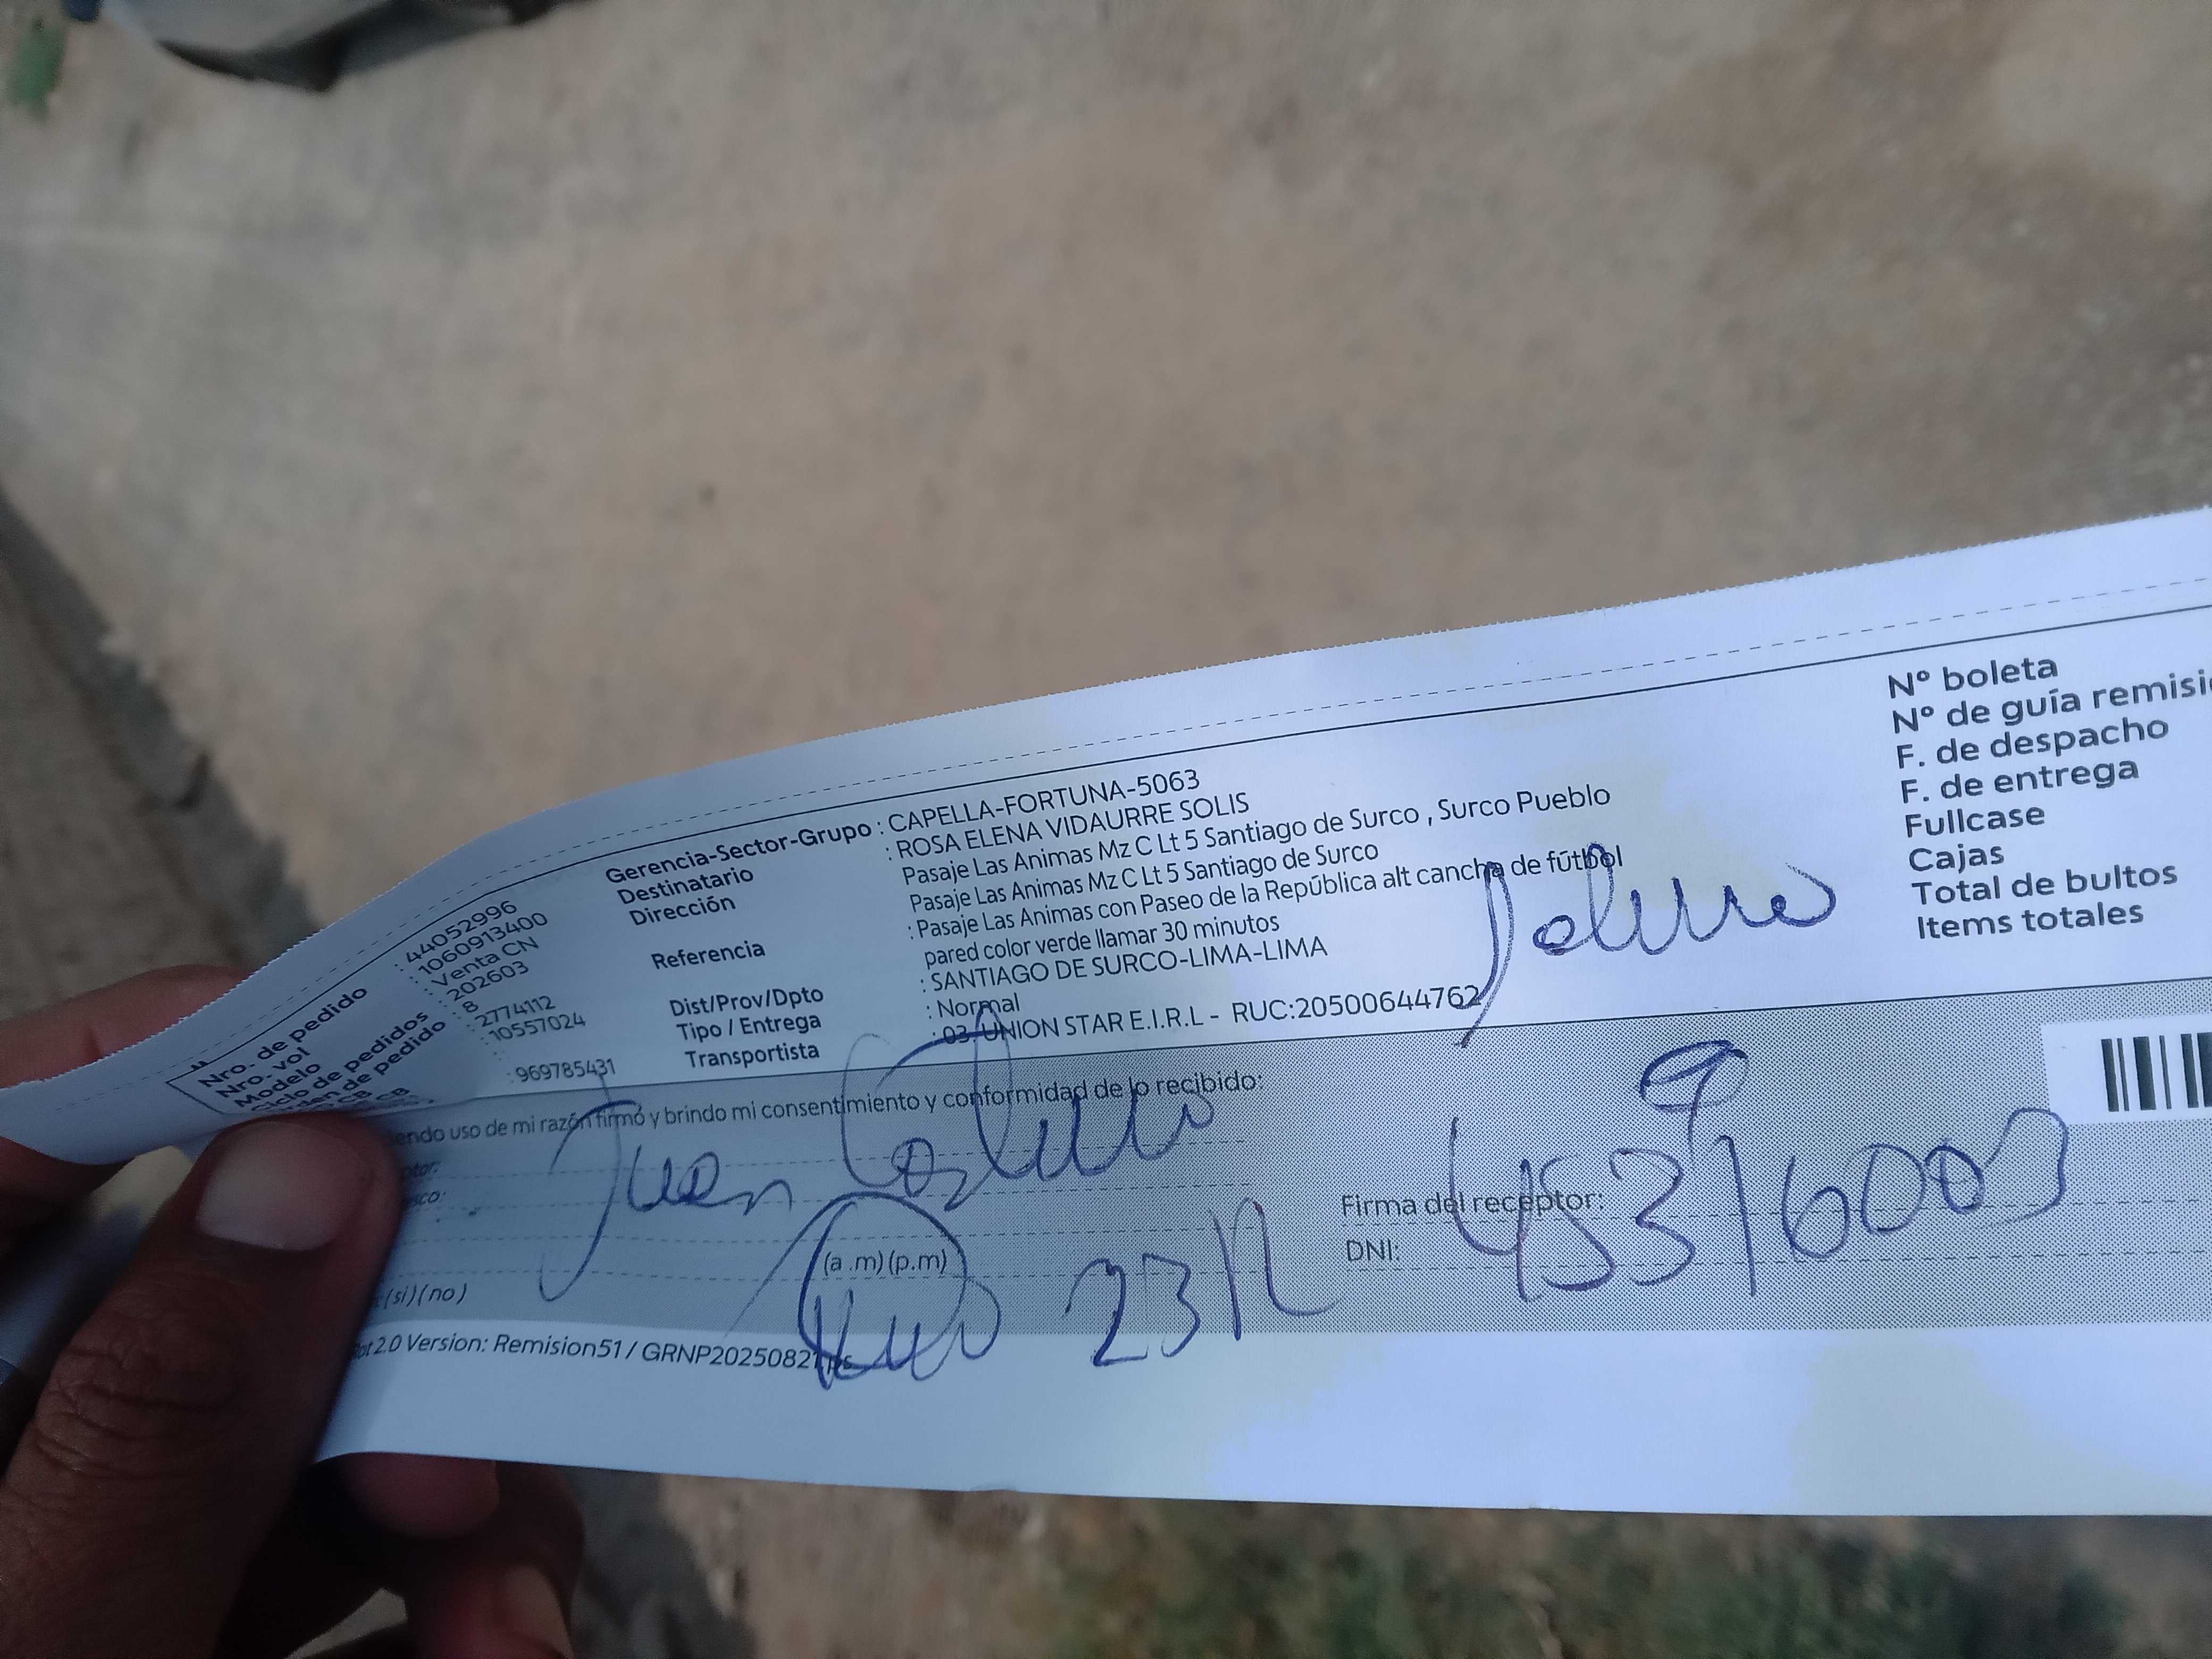 Nro. de pedido : 44052996
Nro. vol : 1060913400
Modelo : Venta CN
Ciclo de pedidos : 202603
de pedido : 8
: 2774112
: 10557024
: 969785431
Gerencia-Sector-Grupo : CAPELLA-FORTUNA-5063
Destinatario : ROSA ELENA VIDAURRE SOLIS
Dirección Pasaje Las Animas Mz C Lt 5 Santiago de Surco , Surco Pueblo
Pasaje Las Animas Mz C Lt 5 Santiago de Surco
Referencia : Pasaje Las Animas con Paseo de la República alt cancha de fútbol
pared color verde llamar 30 minutos
Dist/Prov/Dpto : SANTIAGO DE SURCO-LIMA-LIMA
Tipo / Entrega : Normal
Transportista : 03-UNION STAR E.I.R.L - RUC:20500644762
Nº boleta
Nº de guía remisi
F. de despacho
F. de entrega
Fullcase
Cajas
Total de bultos
Items totales
endo uso de mi razón firmó y brindo mi consentimiento y conformidad de lo recibido:
Juan
(a .m) (p.m)
(si) (no)
Firma del receptor:
DNI: 45316003
9
23
2.0 Version: Remision51 / GRNP20250821